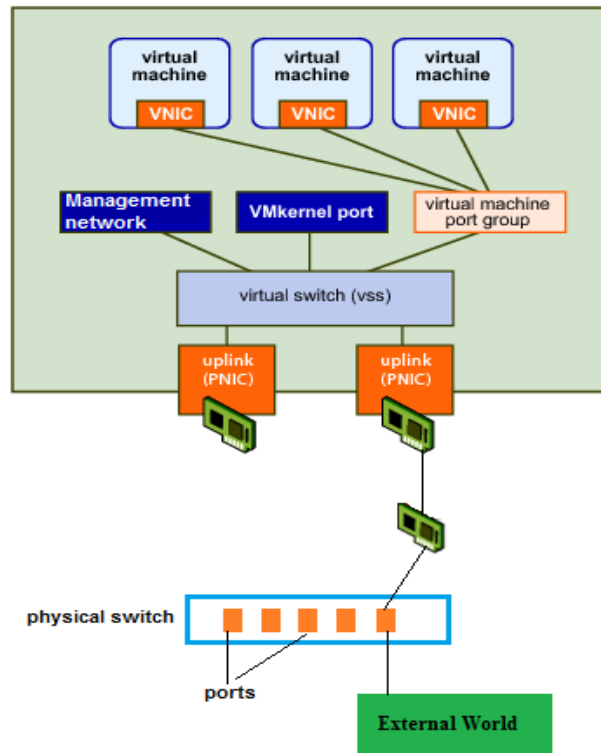 virtual
machine
VNIC
virtual
machine
VNIC
virtual
machine
VNIC
Management
network
VMkernel port
virtual machine
port group
virtual switch (vss)
uplink
(PNIC)
uplink
(PNIC)
physical switch
ports
External World